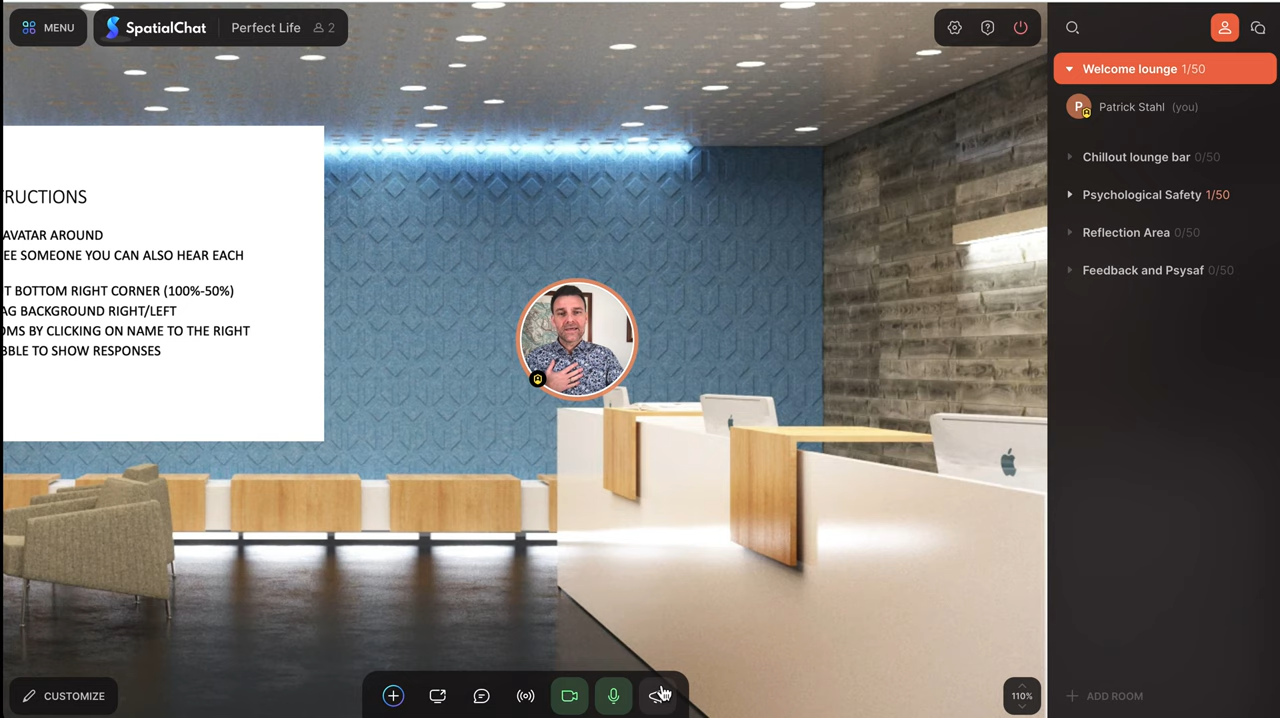 MENU
SpatialChat
Perfect Life
2
Welcome lounge 1/50
P
Patrick Stahl (you)
Chillout lounge bar 0/50
Psychological Safety 1/50
Reflection Area 0/50
Feedback and Psysaf 0/50
RUCTIONS
AVATAR AROUND
EE SOMEONE YOU CAN ALSO HEAR EACH
T BOTTOM RIGHT CORNER (100%-50%)
AG BACKGROUND RIGHT/LEFT
OMS BY CLICKING ON NAME TO THE RIGHT
BBLE TO SHOW RESPONSES
CUSTOMIZE
110%
ADD ROOM